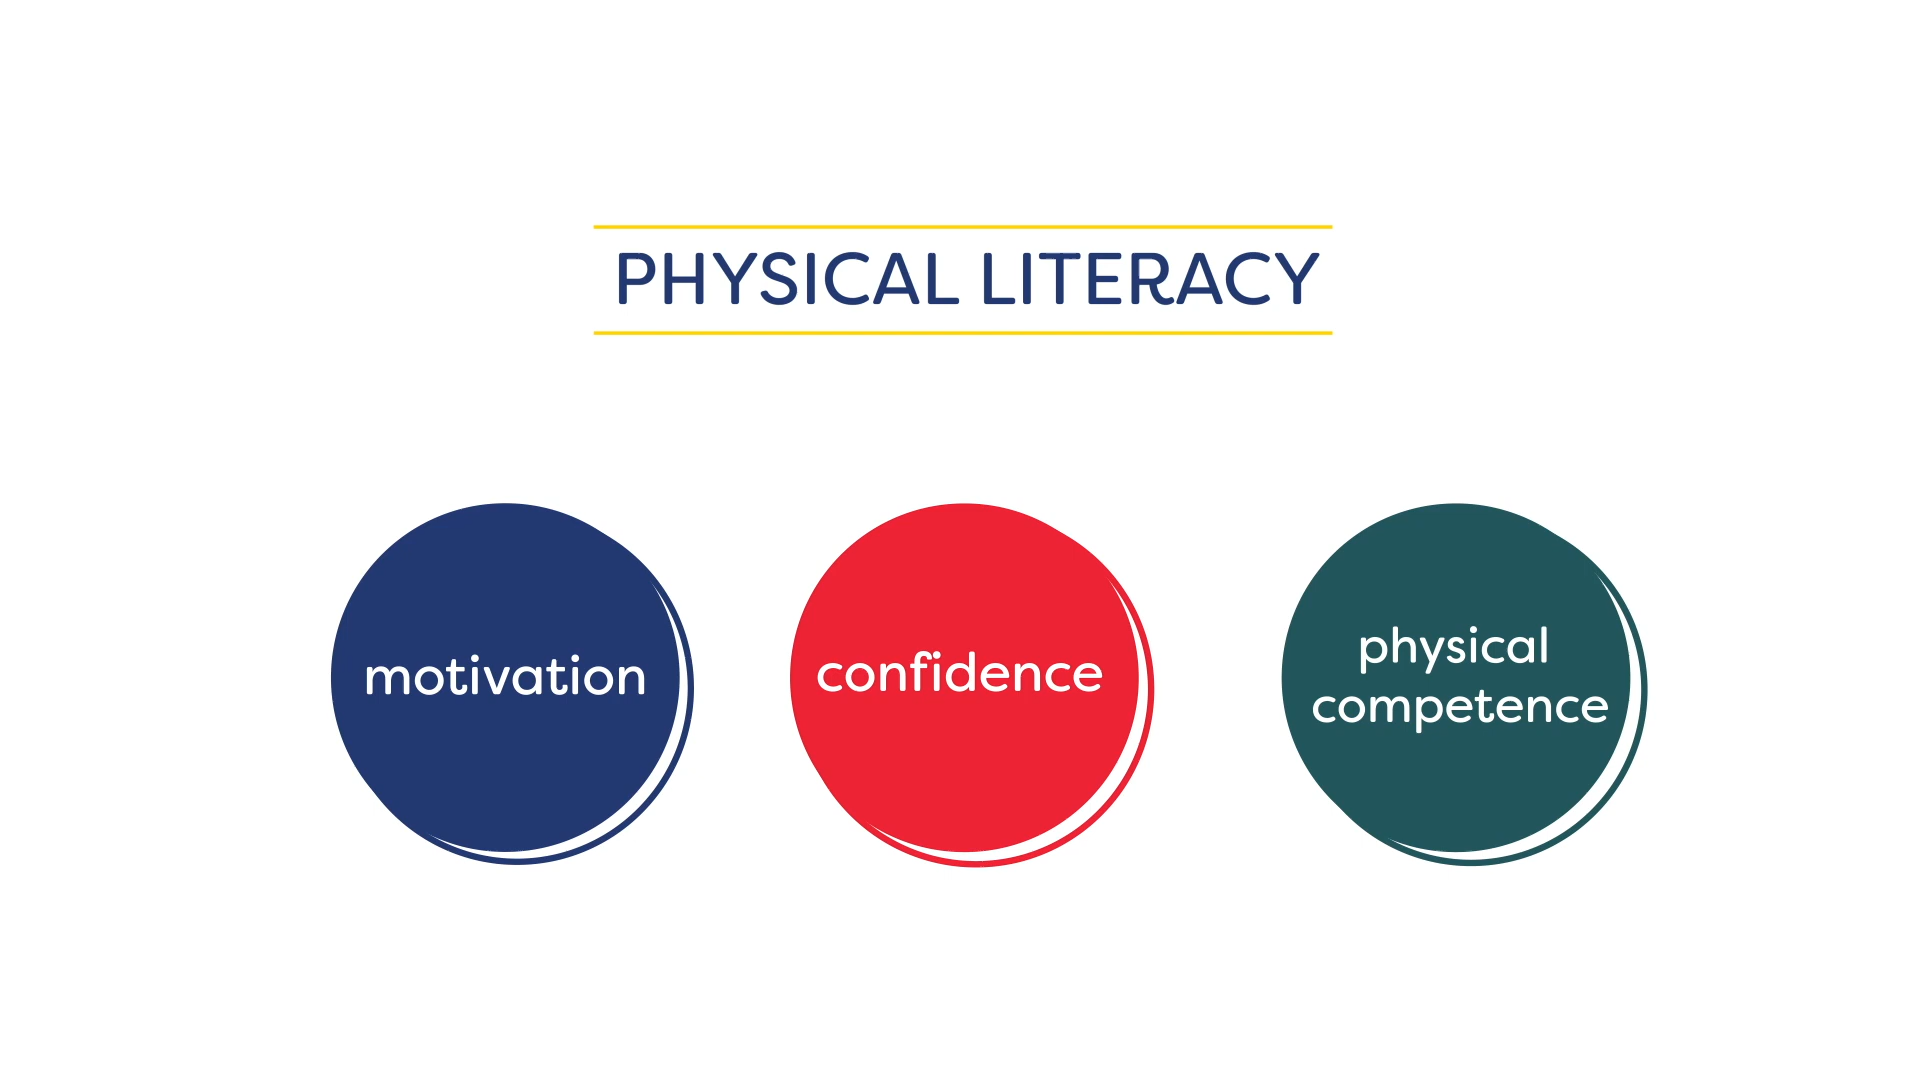 PHYSICAL LITERACY
motivation
confidence
physical
competence